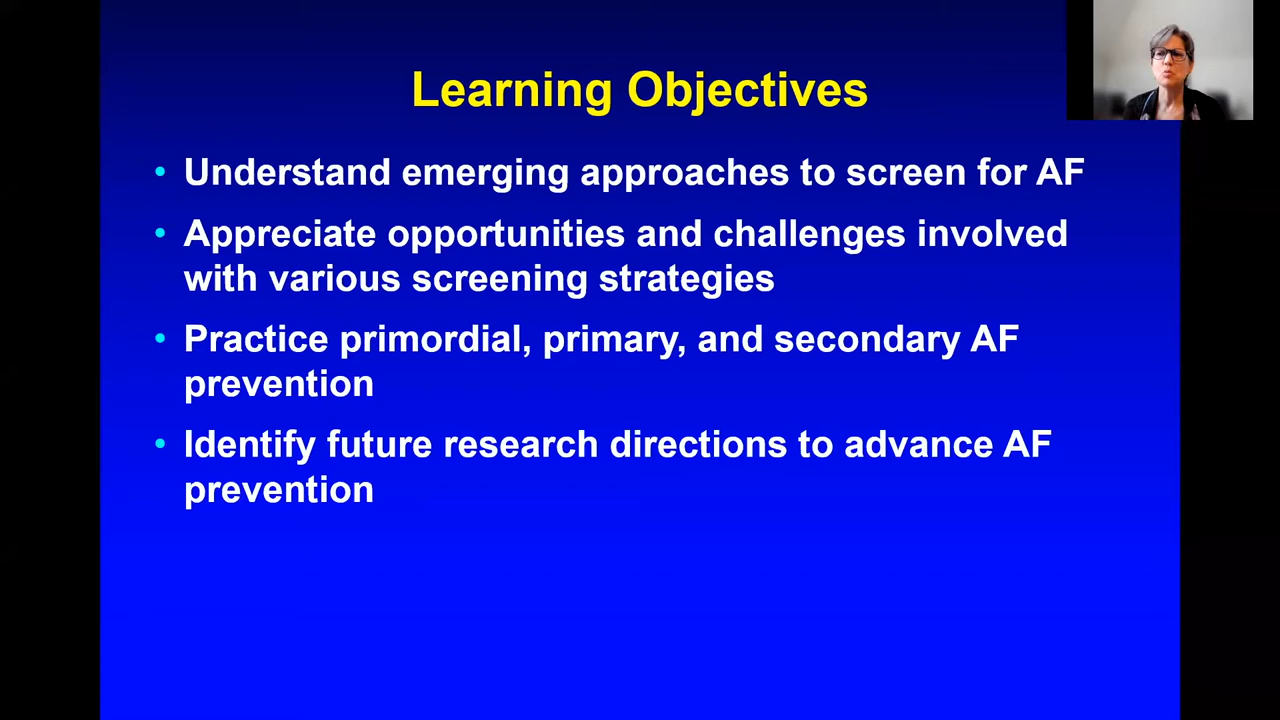 Learning Objectives
• Understand emerging approaches to screen for AF
• Appreciate opportunities and challenges involved
with various screening strategies
• Practice primordial, primary, and secondary AF
prevention
• Identify future research directions to advance AF
prevention